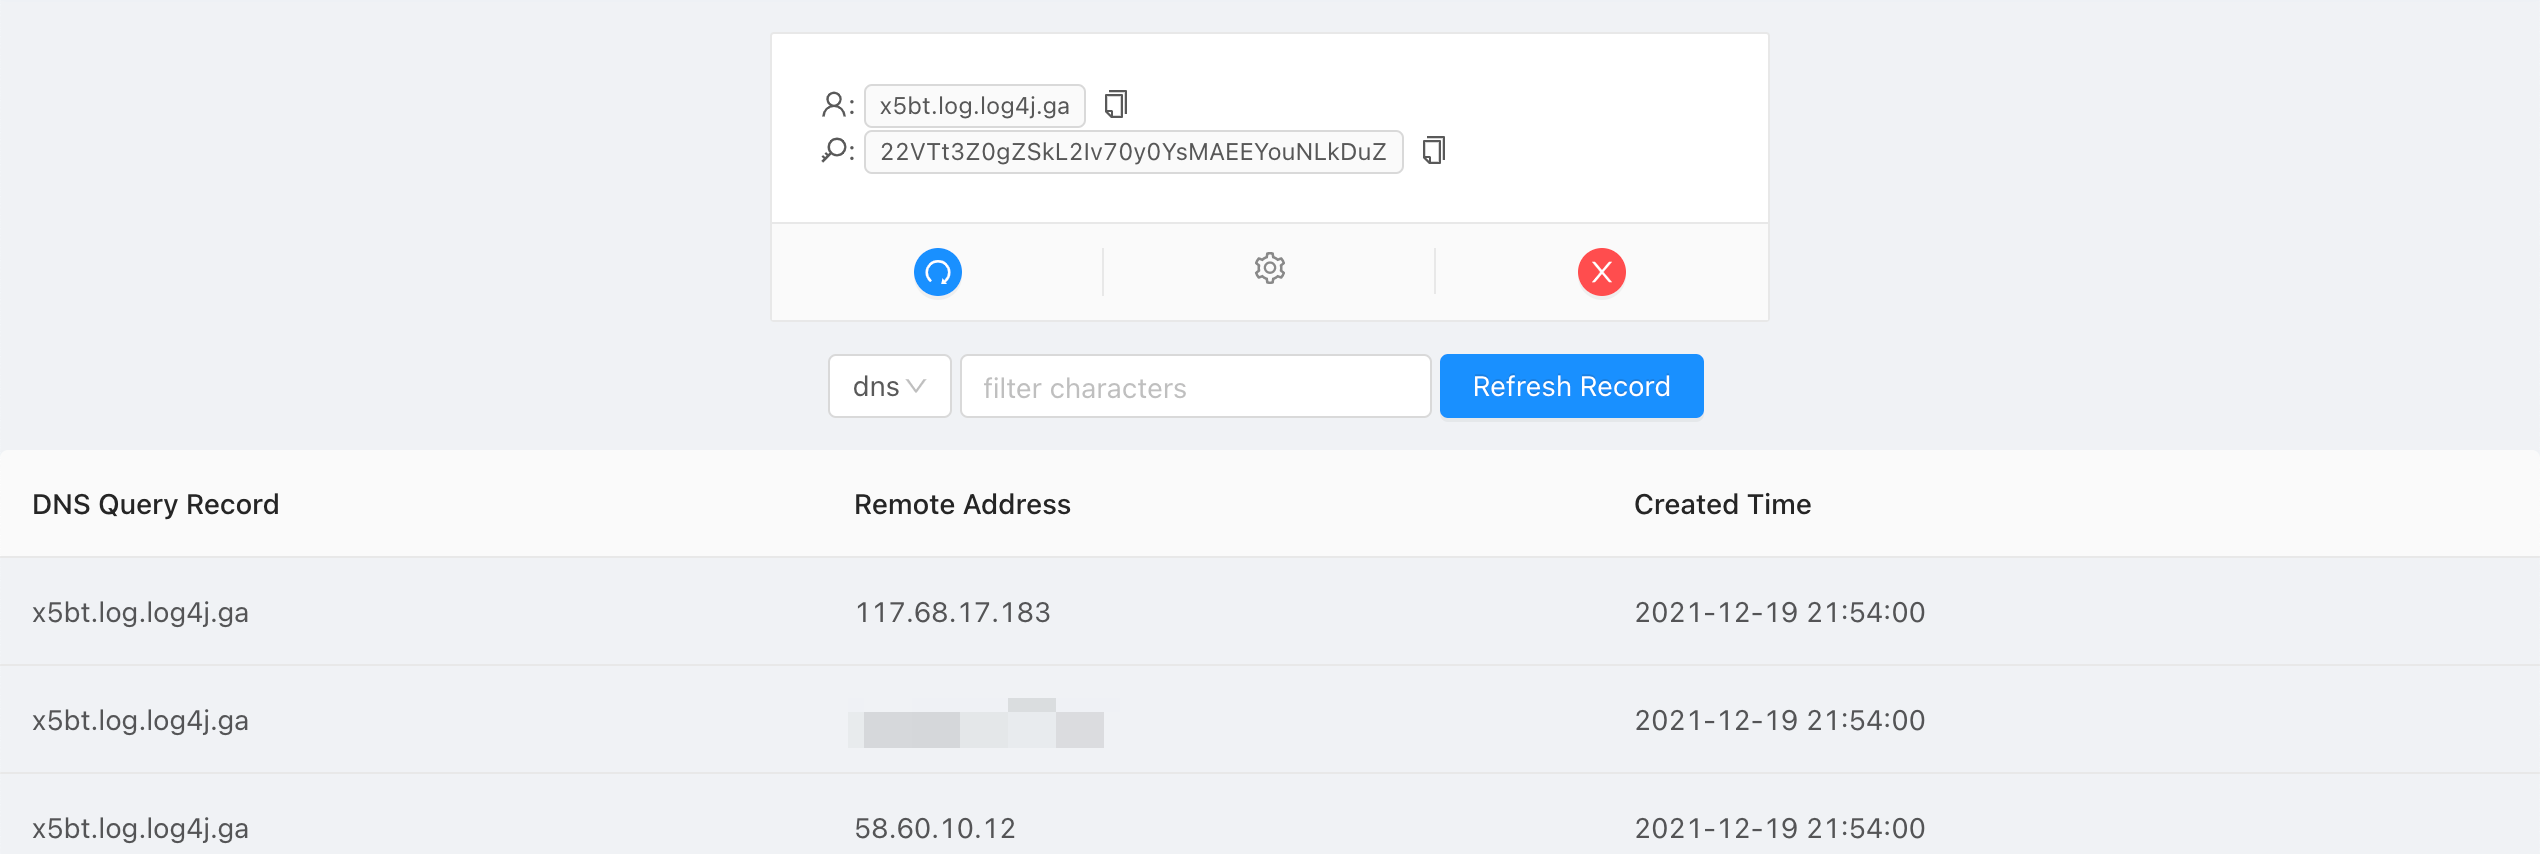 : x5bt.log.log4j.ga
: 22VTt3Z0gZSkL2Iv70y0YsMAEEYouNLkDuZ
dns filter characters Refresh Record
DNS Query Record Remote Address Created Time
x5bt.log.log4j.ga 117.68.17.183 2021-12-19 21:54:00
x5bt.log.log4j.ga 2021-12-19 21:54:00
x5bt.log.log4j.ga 58.60.10.12 2021-12-19 21:54:00